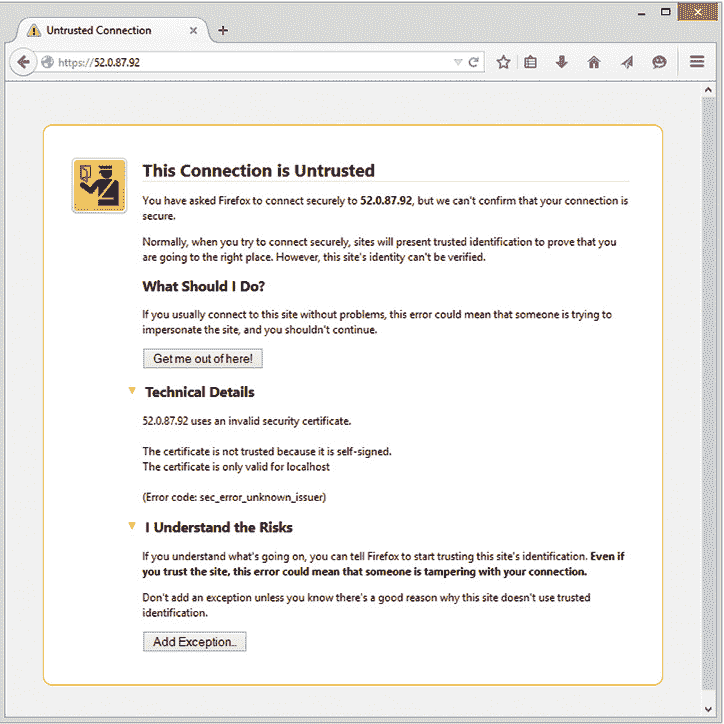 Untrusted Connection
https://52.0.87.92
This Connection is Untrusted
You have asked Firefox to connect securely to 52.0.87.92, but we can't confirm that your connection is
secure.
Normally, when you try to connect securely, sites will present trusted identification to prove that you
are going to the right place. However, this site's identity can't be verified.
What Should I Do?
If you usually connect to this site without problems, this error could mean that someone is trying to
impersonate the site, and you shouldn't continue.
Get me out of here!
Technical Details
52.0.87.92 uses an invalid security certificate.
The certificate is not trusted because it is self-signed.
The certificate is only valid for localhost
(Error code: sec_error_unknown_issuer)
I Understand the Risks
If you understand what's going on, you can tell Firefox to start trusting this site's identification. Even if
you trust the site, this error could mean that someone is tampering with your connection.
Don't add an exception unless you know there's a good reason why this site doesn't use trusted
identification.
Add Exception...